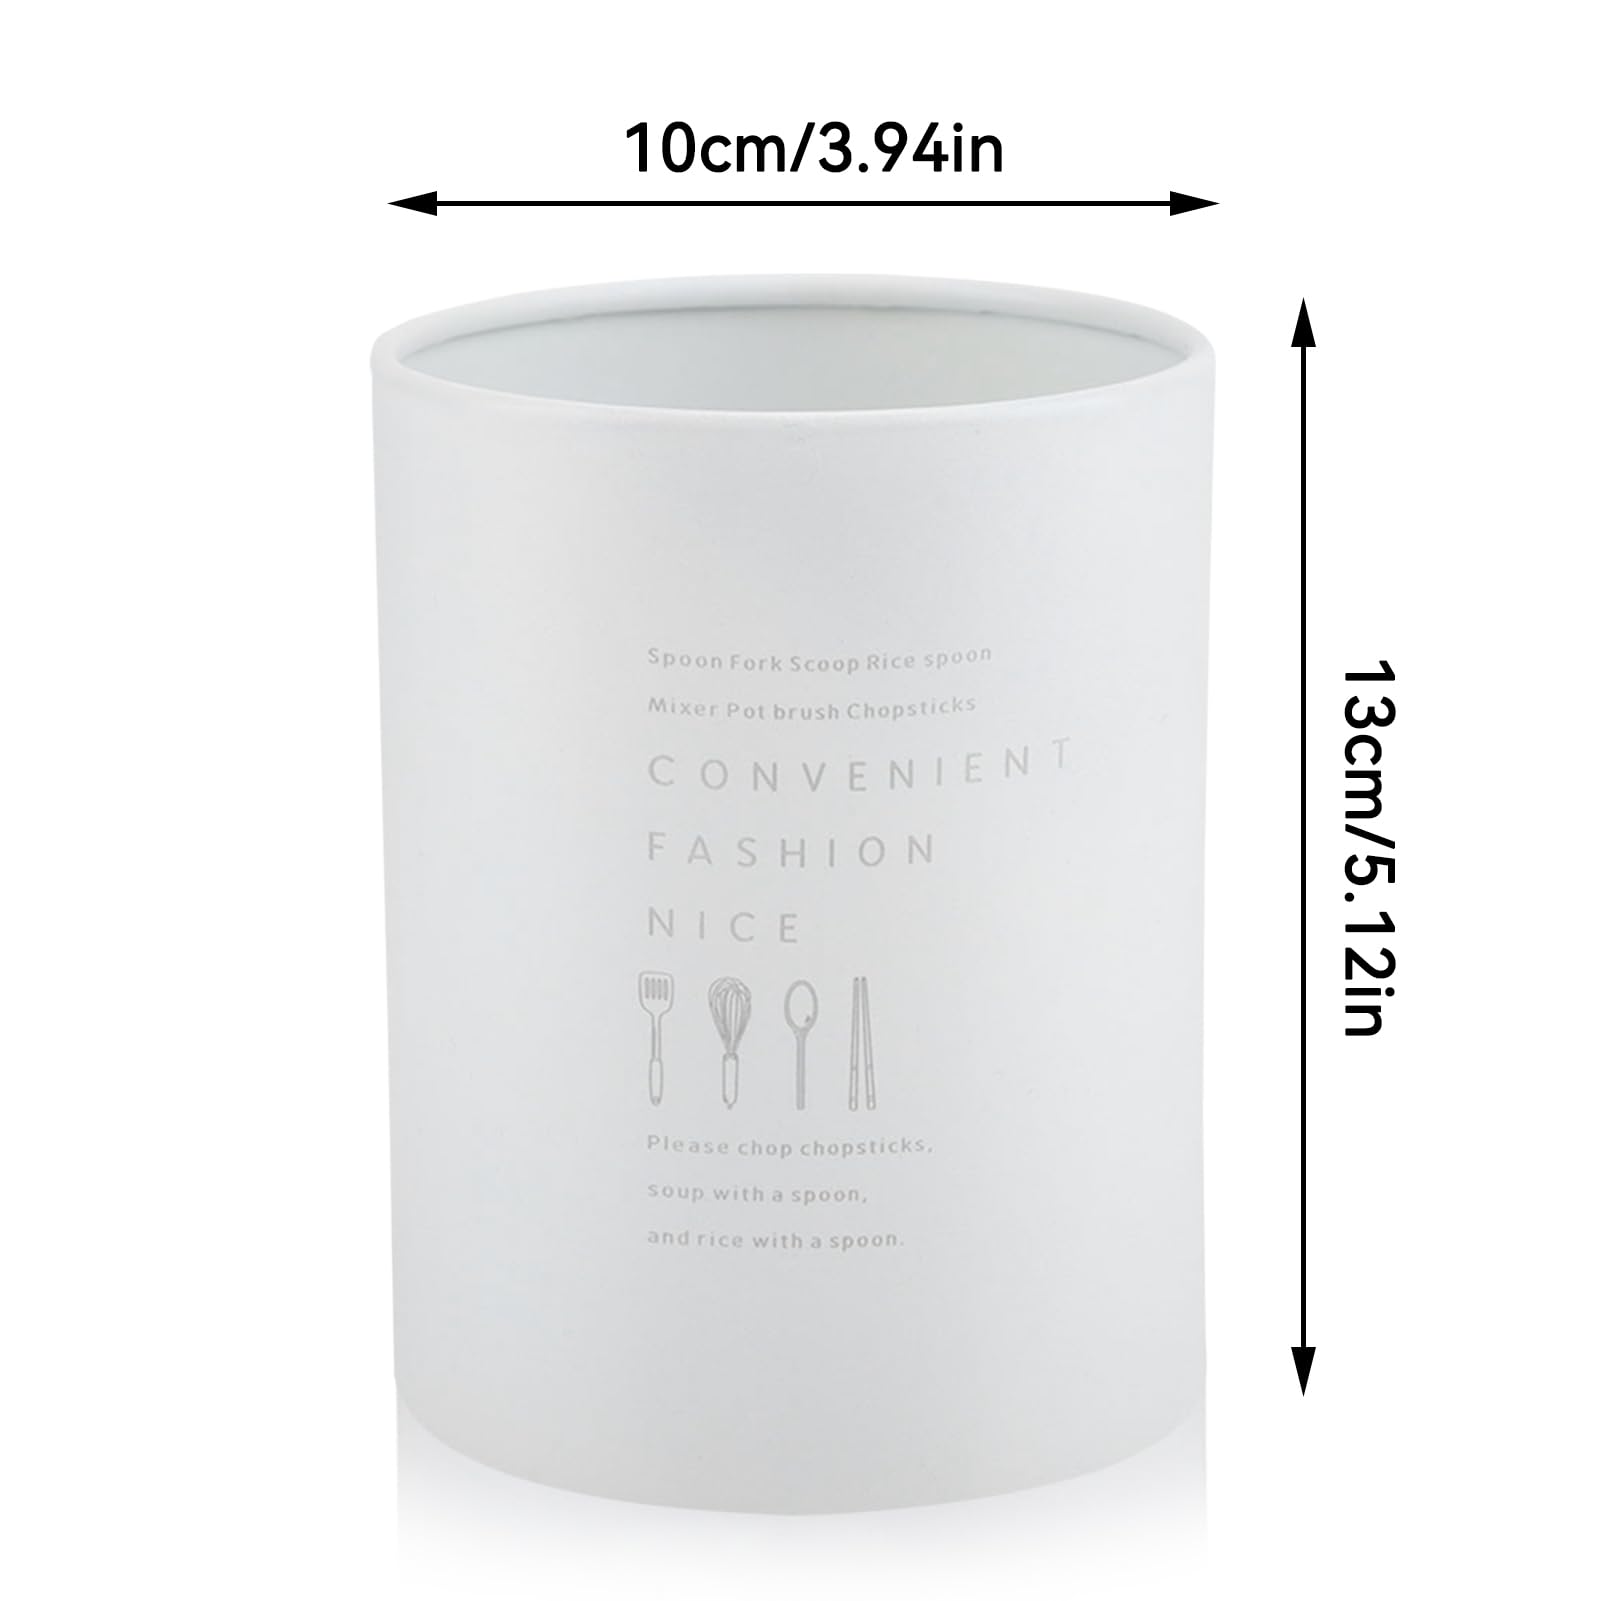 10cm/3.94in
13cm/5.12in
Spoon Fork Scoop Rice spoon
Mixer Pot brush Chopsticks
CONVENIENT
FASHION
NICE
Please chop chopsticks,
soup with a spoon,
and rice with a spoon.